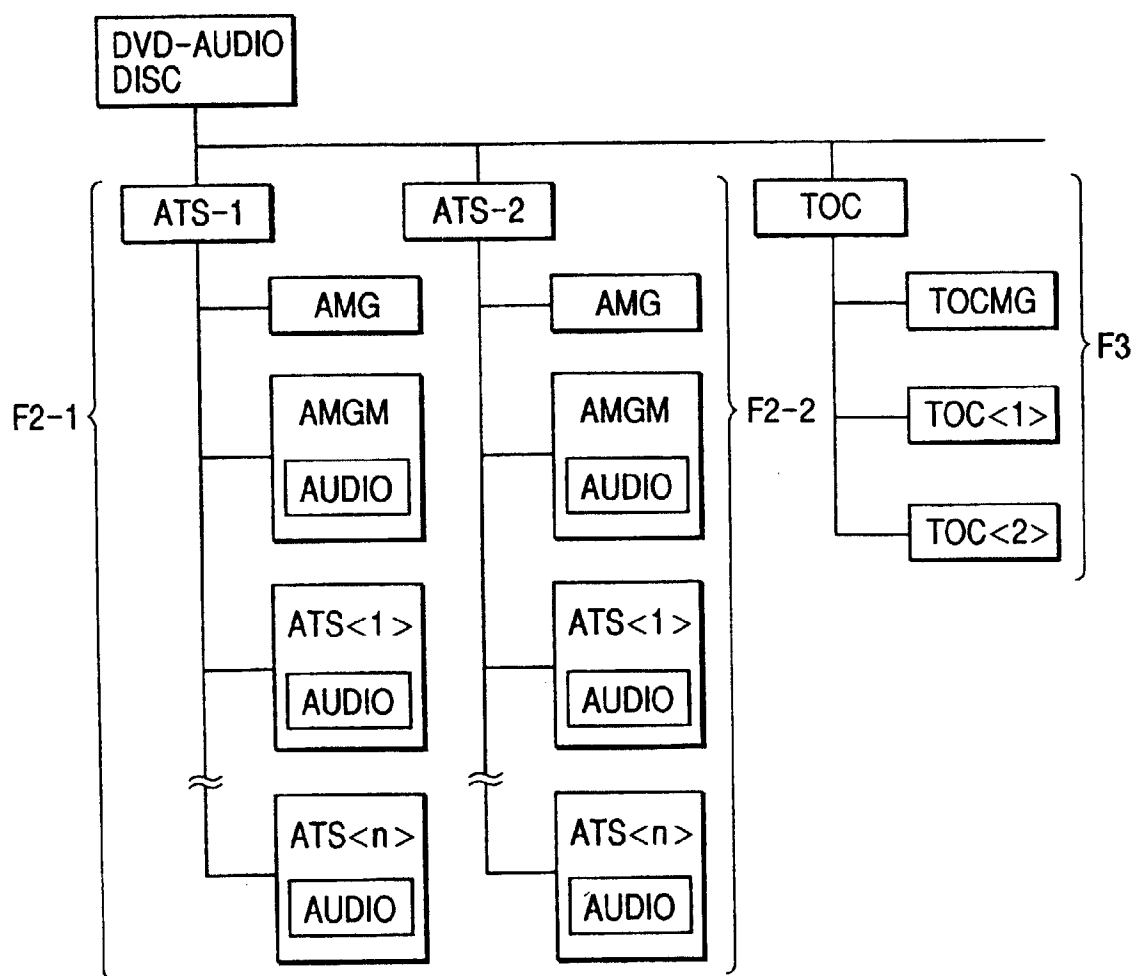 DVD-AUDIO
DISC
ATS-1
ATS-2
TOC
AMG
AMG
TOCMG
F3
AMGM
AUDIO
AMGM
AUDIO
F2-1
F2-2
TOC<1>
TOC<2>
ATS<1>
AUDIO
ATS<1>
AUDIO
ATS<n>
AUDIO
ATS<n>
AUDIO